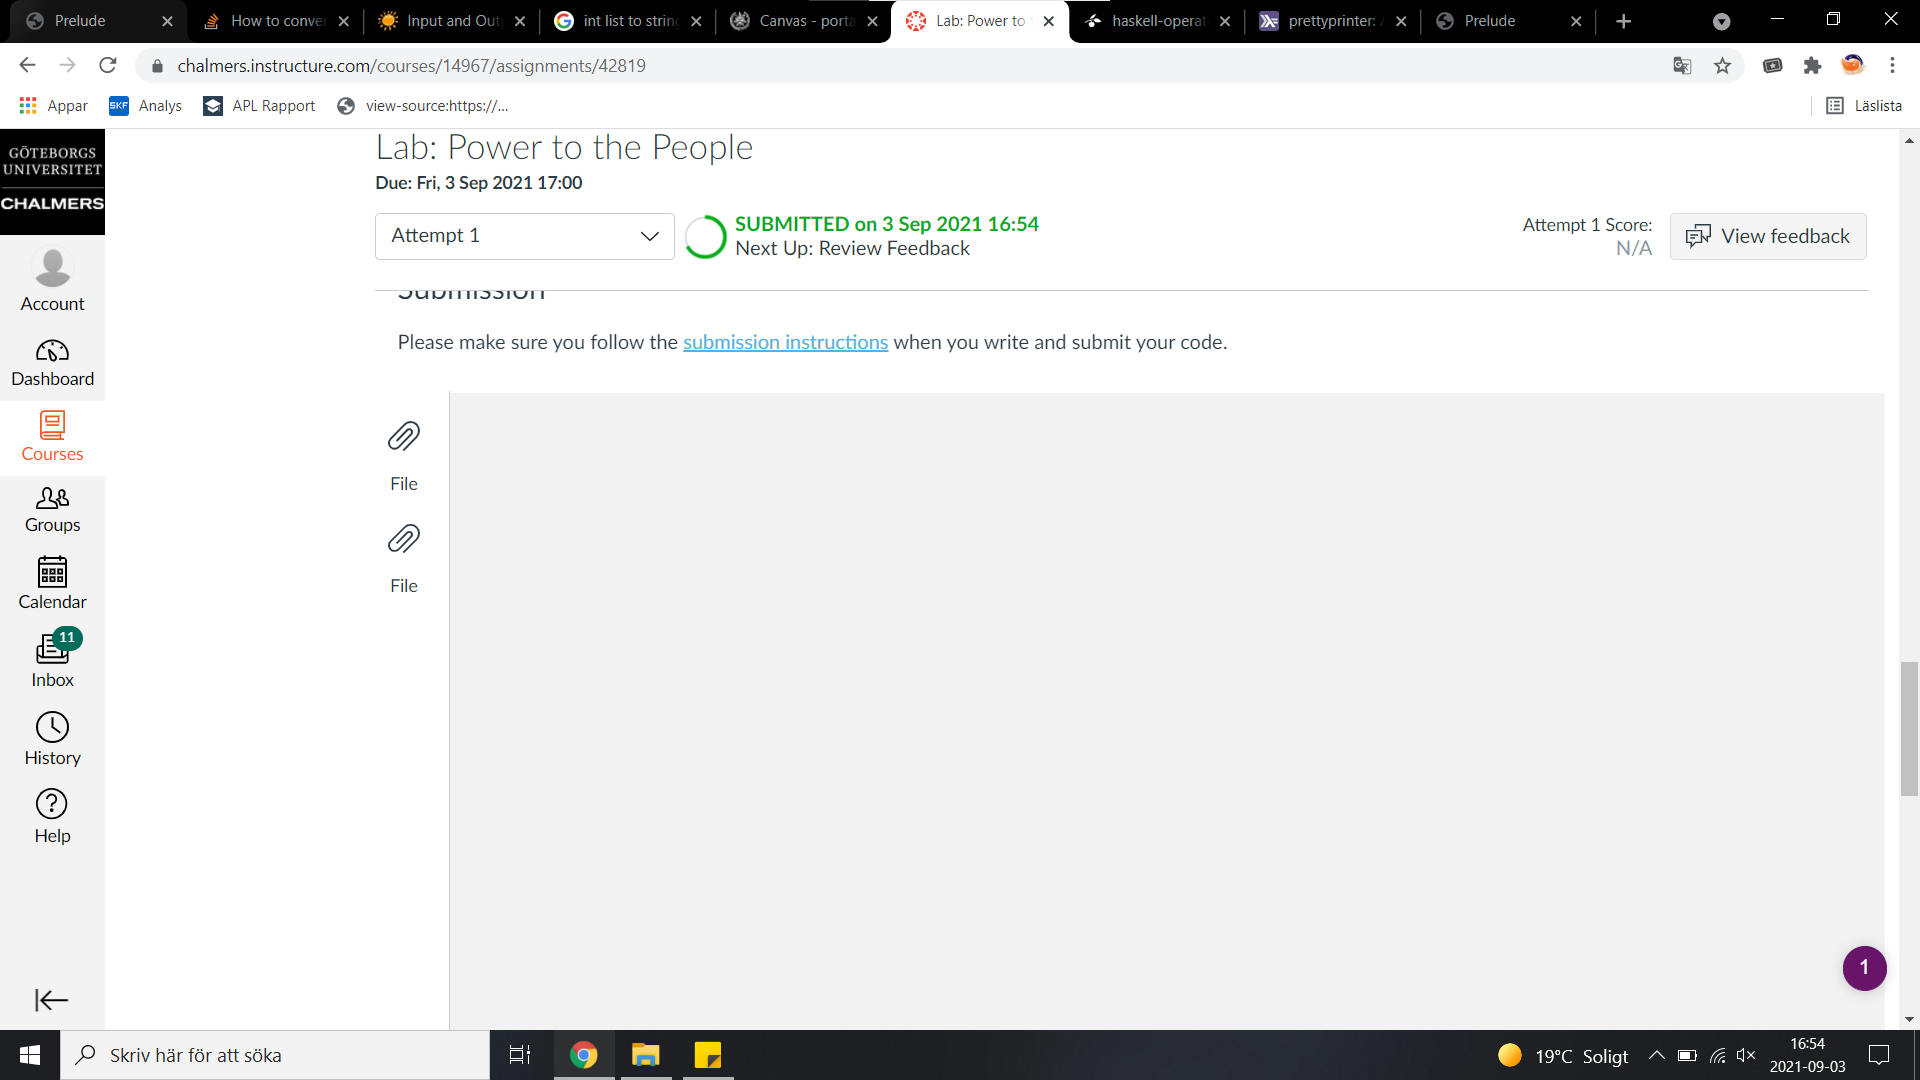 Prelude
How to conve
Input and Out
int list to strin
Canvas - porta
Lab: Power to
haskell-operat
prettyprinter:
Prelude
chalmers.instructure.com/courses/14967/assignments/42819
Appar
SKF Analys
APL Rapport
view-source:https://...
Läslista
GÖTEBORGS
UNIVERSITET
CHALMERS
Account
Dashboard
Courses
Groups
Calendar
11
Inbox
History
Help
Lab: Power to the People
Due: Fri, 3 Sep 2021 17:00
Attempt 1
SUBMITTED on 3 Sep 2021 16:54
Next Up: Review Feedback
Attempt 1 Score:
N/A
View feedback
Submission
Please make sure you follow the submission instructions when you write and submit your code.
File
File
1
Skriv här för att söka
19°C Soligt
16:54
2021-09-03